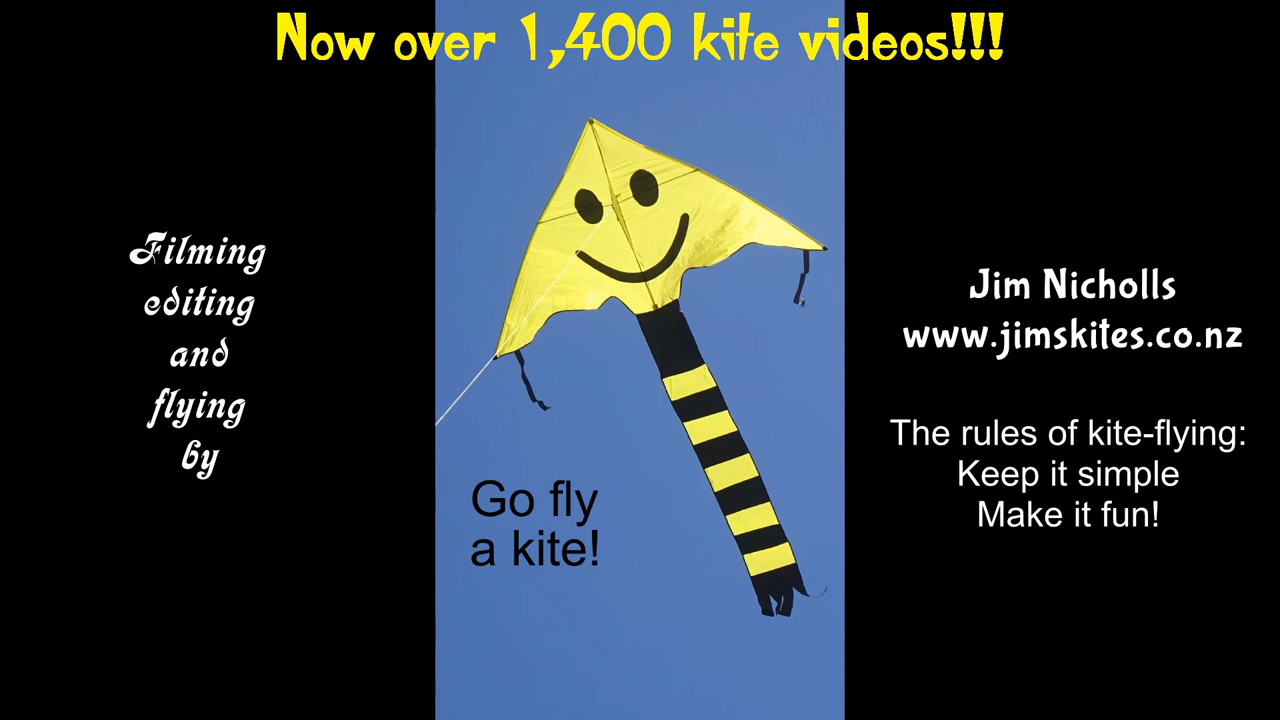 Now over 1,400 kite videos!!!
Filming
editing
and
flying
by
Go fly
a kite!
Jim Nicholls
www.jimskites.co.nz
The rules of kite-flying:
Keep it simple
Make it fun!